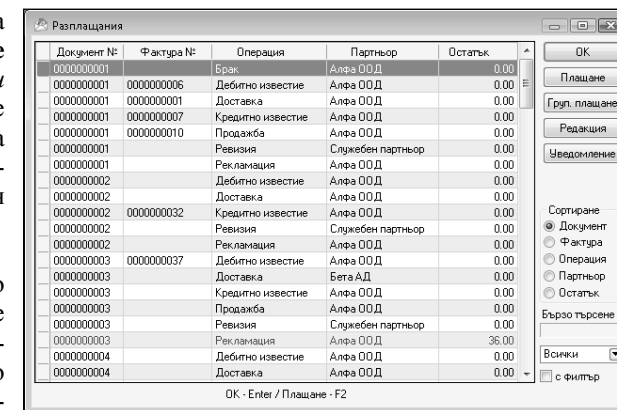 а
е
и
е
а
-
я
о
е
-
о
-
Разплащания
Документ № Фактура № Операция Партньор Остатък
0000000001 Брак Алфа ООД 0.00
0000000001 0000000006 Дебитно известие Алфа ООД 0.00
0000000001 0000000001 Доставка Алфа ООД 0.00
0000000001 0000000007 Кредитно известие Алфа ООД 0.00
0000000001 0000000010 Продажба Алфа ООД 0.00
0000000001 Ревизия Служебен партньор 0.00
0000000001 Рекламация Алфа ООД 0.00
0000000002 Дебитно известие Алфа ООД 0.00
0000000002 Доставка Алфа ООД 0.00
0000000002 0000000032 Кредитно известие Алфа ООД 0.00
0000000002 Ревизия Служебен партньор 0.00
0000000002 Рекламация Алфа ООД 0.00
0000000003 0000000037 Дебитно известие Алфа ООД 0.00
0000000003 Доставка Бета АД 0.00
0000000003 Кредитно известие Алфа ООД 0.00
0000000003 Продажба Алфа ООД 0.00
0000000003 Ревизия Служебен партньор 0.00
0000000003 Рекламация Алфа ООД 36.00
0000000004 Дебитно известие Алфа ООД 0.00
0000000004 Доставка Алфа ООД 0.00
OK - Enter / Плащане - F2
OK
Плащане
Груп. плащане
Редакция
Уведомление
Сортиране
Документ
Фактура
Операция
Партньор
Остатък
Бързо търсене
Всички
с филтър